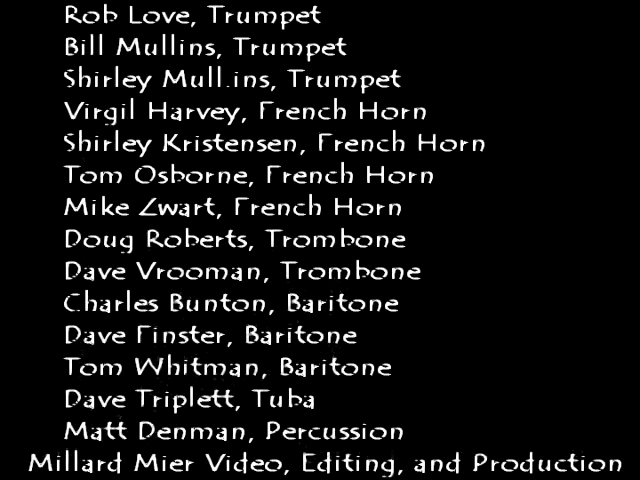 Rob Love, Trumpet
Bill Mullins, Trumpet
Shirley Mull.ins, Trumpet
Virgil Harvey, French Horn
Shirley Kristensen, French Horn
Tom Osborne, French Horn
Mike Zwart, French Horn
Doug Roberts, Trombone
Dave Vrooman, Trombone
Charles Bunton, Baritone
Dave Finster, Baritone
Tom Whitman, Baritone
Dave Triplett, Tuba
Matt Denman, Percussion
Millard Mier Video, Editing, and Production